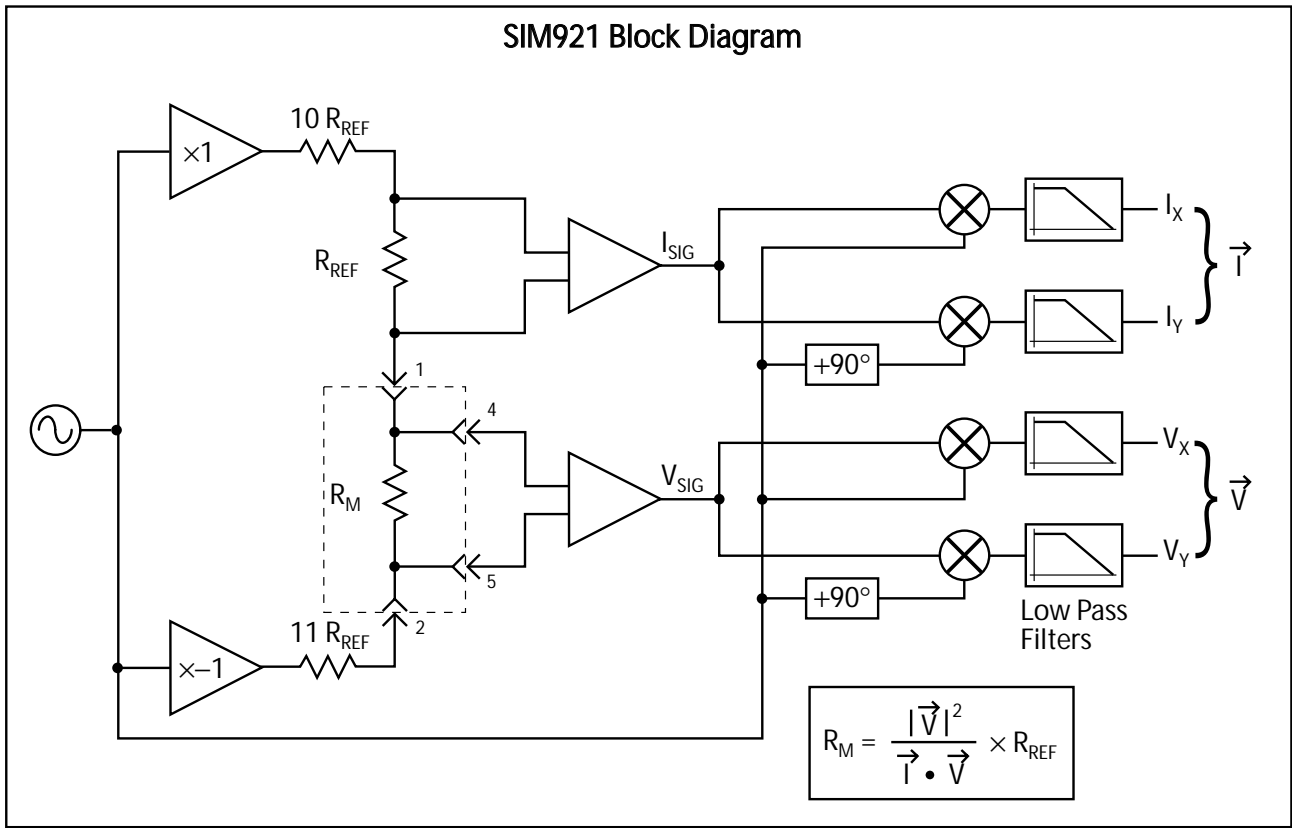 SIM921 Block Diagram
×1
10 R_REF
R_REF
I_SIG
I_X
I_Y
→I
+90°
1
4
R_M
5
2
V_SIG
V_X
V_Y
→V
+90°
Low Pass
Filters
×−1
11 R_REF
R_M = |→V|² / →I • →V × R_REF